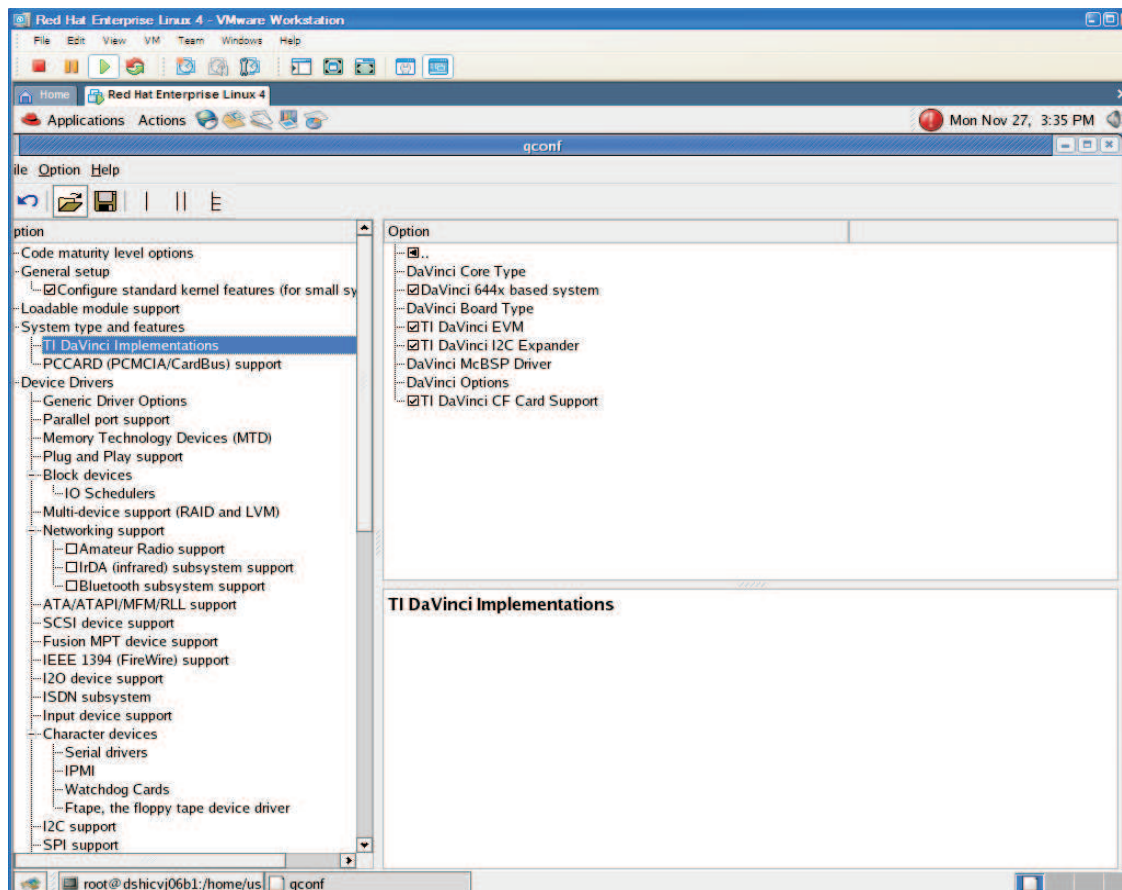 Red Hat Enterprise Linux 4 - VMware Workstation
File Edit View VM Team Windows Help
Home Red Hat Enterprise Linux 4
Applications Actions Mon Nov 27, 3:35 PM
qconf
ile Option Help
ption
Code maturity level options
General setup
Configure standard kernel features (for small sy
Loadable module support
System type and features
TI DaVinci Implementations
PCCARD (PCMCIA/CardBus) support
Device Drivers
Generic Driver Options
Parallel port support
Memory Technology Devices (MTD)
Plug and Play support
Block devices
IO Schedulers
Multi-device support (RAID and LVM)
Networking support
Amateur Radio support
IrDA (infrared) subsystem support
Bluetooth subsystem support
ATA/ATAPI/MFM/RLL support
SCSI device support
Fusion MPT device support
IEEE 1394 (FireWire) support
I2O device support
ISDN subsystem
Input device support
Character devices
Serial drivers
IPMI
Watchdog Cards
Ftape, the floppy tape device driver
I2C support
SPI support
Option
..
DaVinci Core Type
DaVinci 644x based system
DaVinci Board Type
TI DaVinci EVM
TI DaVinci I2C Expander
DaVinci McBSP Driver
DaVinci Options
TI DaVinci CF Card Support
TI DaVinci Implementations
root@dshicvj06b1:/home/us qconf